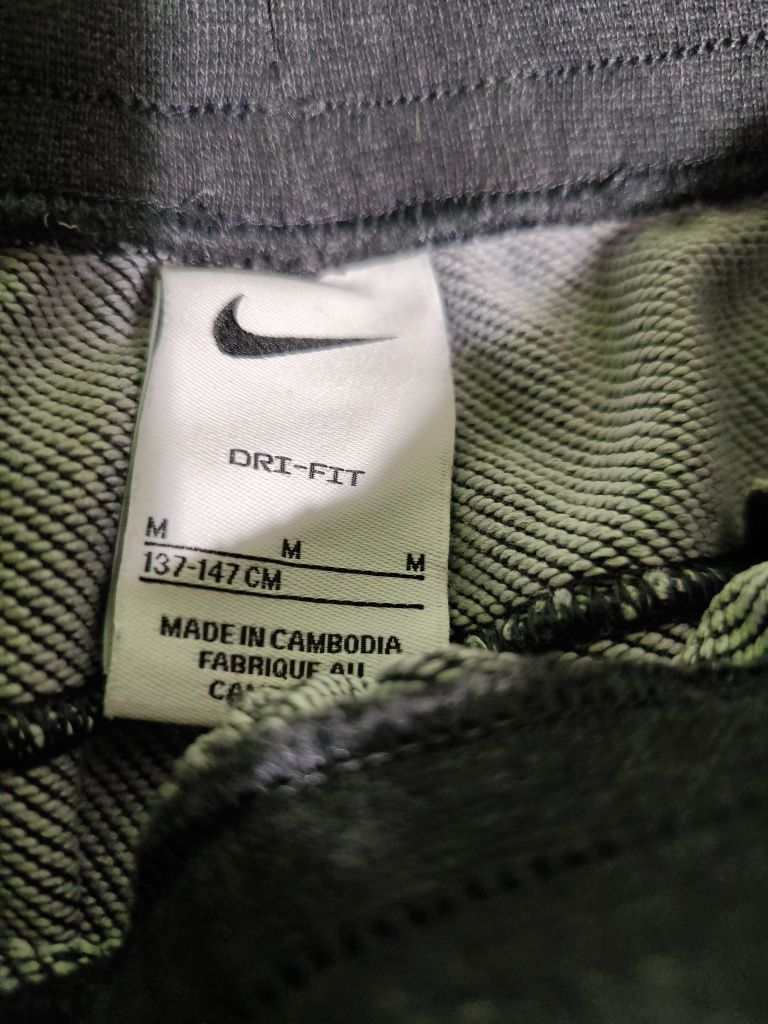 DRI-FIT
M M M
137-147 CM
MADE IN CAMBODIA
FABRIQUE AU